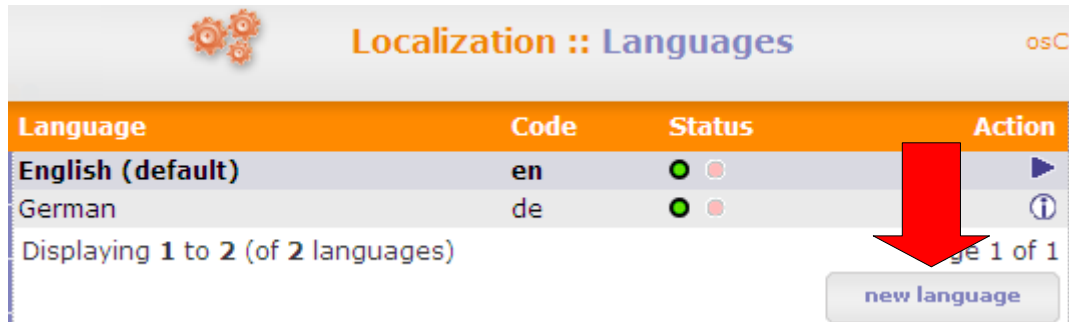 Localization :: Languages
osC
Language Code Status Action
English (default) en
German de
Displaying 1 to 2 (of 2 languages) ge 1 of 1
new language